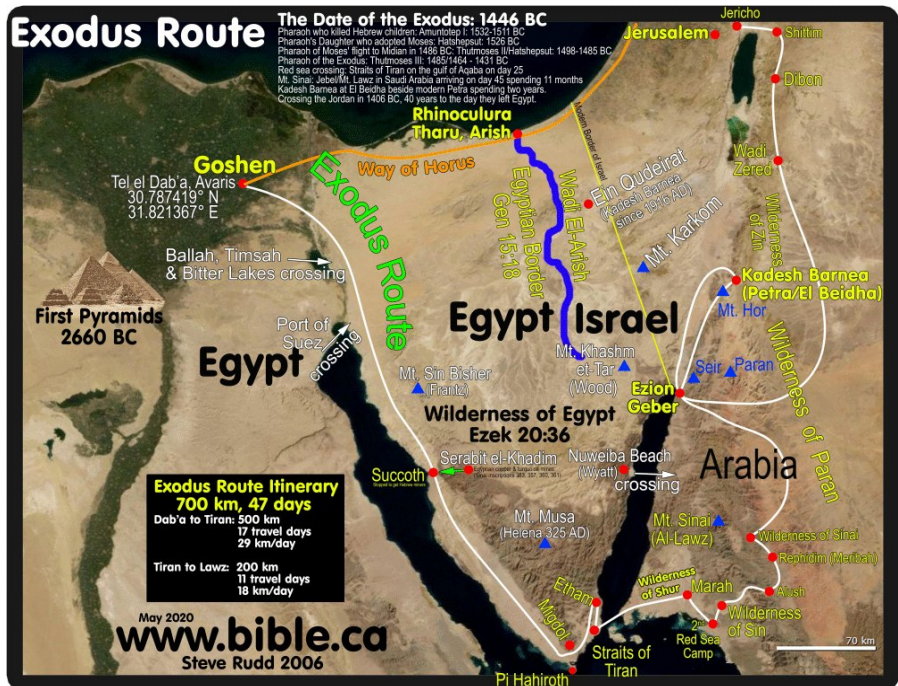 Exodus Route
The Date of the Exodus: 1446 BC
Pharaoh who killed Hebrew children: Amuntotep I: 1532-1511 BC
Pharaoh's Daughter who adopted Moses: Hatshepsut: 1526 BC
Pharaoh of Moses' flight to Midian in 1486 BC: Thutmoses II/Hatshepsut: 1498-1485 BC
Pharaoh of the Exodus: Thutmoses III: 1485/1464 - 1431 BC
Red sea crossing: Straits of Tiran on the gulf of Aqaba on day 25
Mt. Sinai: Jebel/Mt. Lawz in Saudi Arabia arriving on day 45 spending 11 months
Kadesh Barnea at El Beidha beside modern Petra spending two years.
Crossing the Jordan in 1406 BC, 40 years to the day they left Egypt.
Jericho
Jerusalem
Shittim
Dibon
Rhinoculura
Tharu, Arish
Modern Border of Israel
Goshen
Way of Horus
Tel el Dab'a, Avaris
30.787419° N
31.821367° E
Exodus Route
Egyptian Border
Gen 15:18
Wadi El-Arish
Ein Qudeirat
(Kadesh Barnea
since 1916 AD)
Wadi
Zered
Wilderness
of Zin
Mt. Karkom
Ballah, Timsah
& Bitter Lakes crossing
Kadesh Barnea
(Petra/El Beidha)
Mt. Hor
First Pyramids
2660 BC
Port of
Suez
crossing
Egypt
Egypt
Israel
Mt. Khashm
et-Tar
(Wood)
Seir
Paran
Wilderness of Paran
Mt. Sin Bisher
(Frantz)
Ezion
Geber
Wilderness of Egypt
Ezek 20:36
Serabit el-Khadim
Succoth
Nuweiba Beach
(Wyatt)
crossing
Arabia
Exodus Route Itinerary
700 km, 47 days
Dab'a to Tiran: 500 km
17 travel days
29 km/day
Tiran to Lawz: 200 km
11 travel days
18 km/day
Mt. Musa
(Helena 325 AD)
Mt. Sinai
(Al-Lawz)
Wilderness of Sinai
Rephidim (Meribah)
Alush
Etham
Wilderness
of Shur
Marah
Wilderness
of Sin
2nd
Red Sea
Camp
Migdol
Straits of
Tiran
Pi Hahiroth
70 km
May 2020
www.bible.ca
Steve Rudd 2006